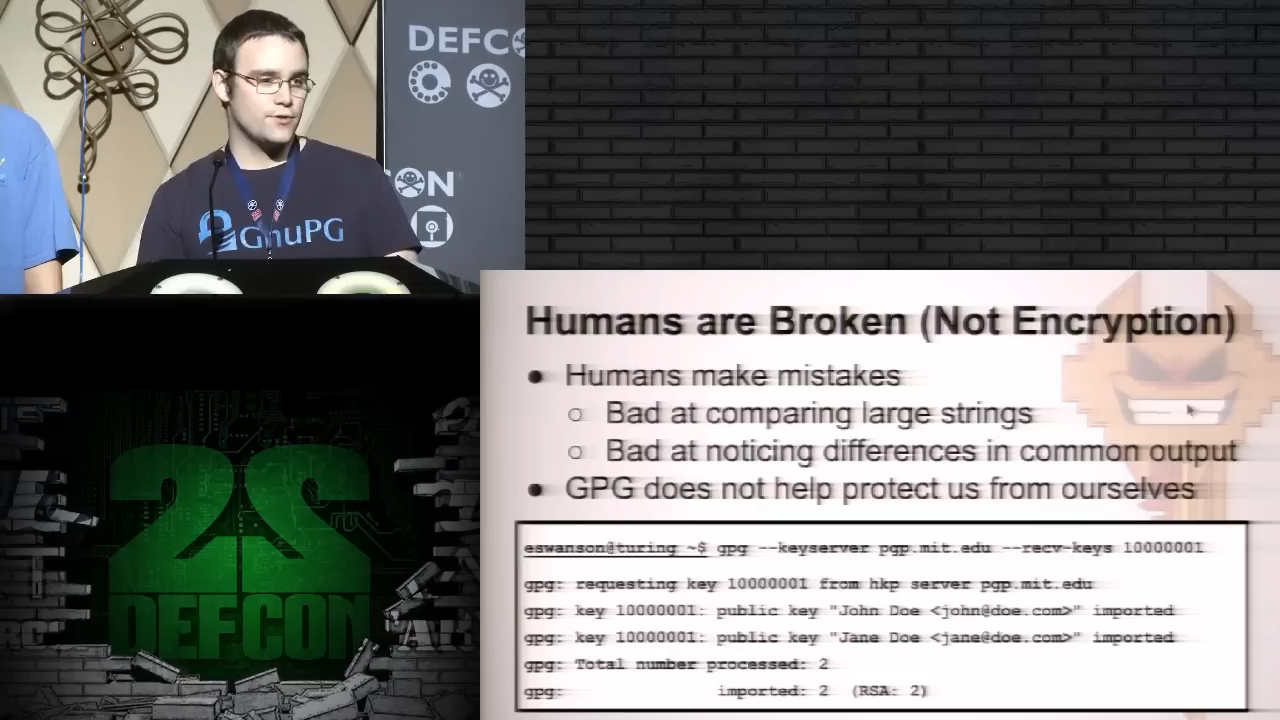 DEFC
CON
GnuPG
Humans are Broken (Not Encryption)
● Humans make mistakes
○ Bad at comparing large strings
○ Bad at noticing differences in common output
● GPG does not help protect us from ourselves
eswanson@turing ~$ gpg --keyserver pgp.mit.edu --recv-keys 10000001
gpg: requesting key 10000001 from hkp server pgp.mit.edu
gpg: key 10000001: public key "John Doe <john@doe.com>" imported
gpg: key 10000001: public key "Jane Doe <jane@doe.com>" imported
gpg: Total number processed: 2
gpg: imported: 2 (RSA: 2)
22
DEFCON